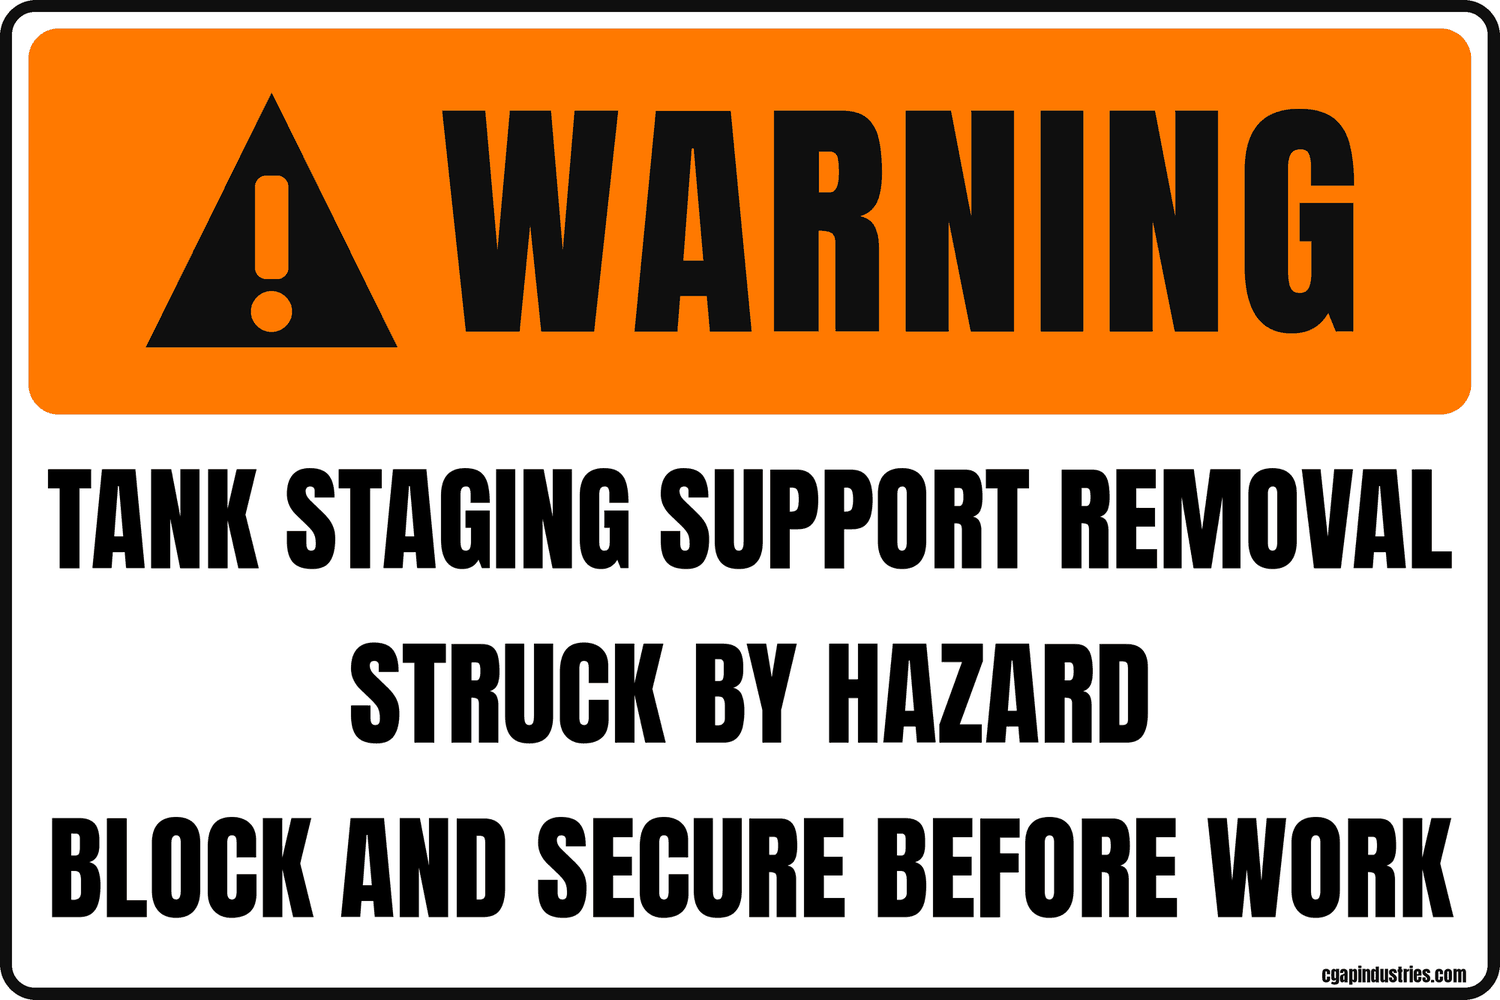 WARNING
TANK STAGING SUPPORT REMOVAL
STRUCK BY HAZARD
BLOCK AND SECURE BEFORE WORK
cgapindustries.com